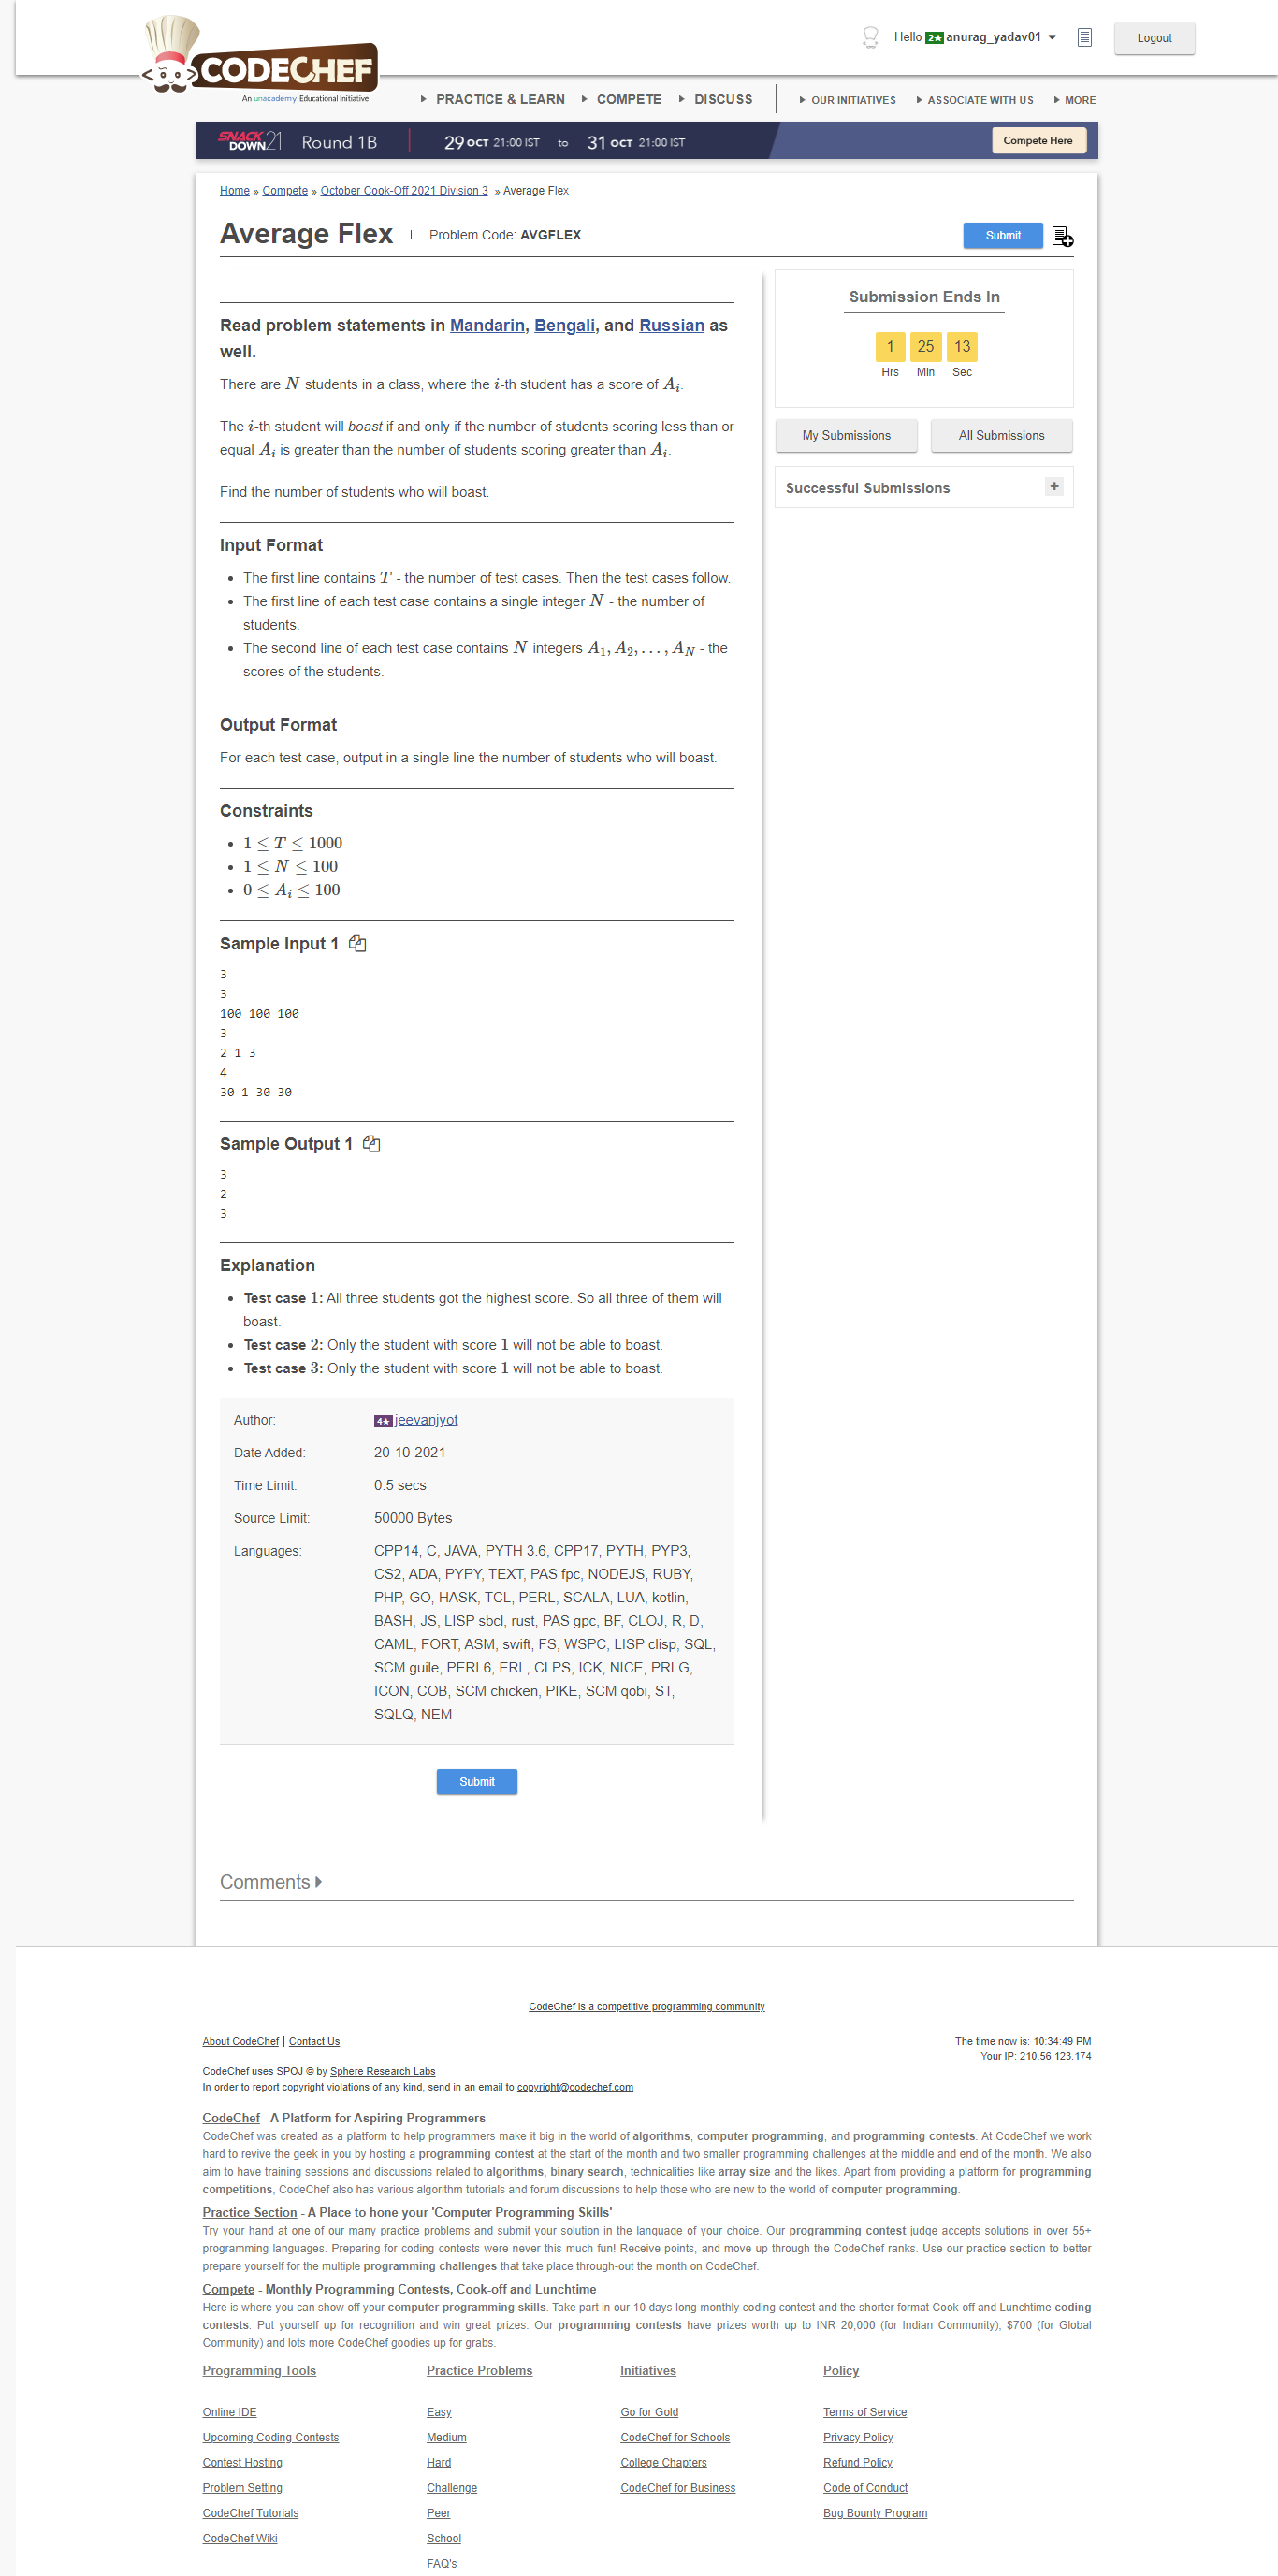 CODECHEF
An unacademy Educational Initiative
Hello 2★ anurag_yadav01
Logout
PRACTICE & LEARN COMPETE DISCUSS OUR INITIATIVES ASSOCIATE WITH US MORE
SNACK DOWN 21 Round 1B 29 OCT 21:00 IST to 31 OCT 21:00 IST Compete Here
Home » Compete » October Cook-Off 2021 Division 3 » Average Flex
Average Flex | Problem Code: AVGFLEX
Submit
Read problem statements in Mandarin, Bengali, and Russian as
well.
There are N students in a class, where the i-th student has a score of A_i.
The i-th student will boast if and only if the number of students scoring less than or
equal A_i is greater than the number of students scoring greater than A_i.
Find the number of students who will boast.
Input Format
• The first line contains T - the number of test cases. Then the test cases follow.
• The first line of each test case contains a single integer N - the number of
students.
• The second line of each test case contains N integers A_1, A_2, …, A_N - the
scores of the students.
Output Format
For each test case, output in a single line the number of students who will boast.
Constraints
• 1 ≤ T ≤ 1000
• 1 ≤ N ≤ 100
• 0 ≤ A_i ≤ 100
Sample Input 1
3
3
100 100 100
3
2 1 3
4
30 1 30 30
Sample Output 1
3
2
3
Explanation
• Test case 1: All three students got the highest score. So all three of them will
boast.
• Test case 2: Only the student with score 1 will not be able to boast.
• Test case 3: Only the student with score 1 will not be able to boast.
Author: 4★ jeevanjyot
Date Added: 20-10-2021
Time Limit: 0.5 secs
Source Limit: 50000 Bytes
Languages: CPP14, C, JAVA, PYTH 3.6, CPP17, PYTH, PYP3,
CS2, ADA, PYPY, TEXT, PAS fpc, NODEJS, RUBY,
PHP, GO, HASK, TCL, PERL, SCALA, LUA, kotlin,
BASH, JS, LISP sbcl, rust, PAS gpc, BF, CLOJ, R, D,
CAML, FORT, ASM, swift, FS, WSPC, LISP clisp, SQL,
SCM guile, PERL6, ERL, CLPS, ICK, NICE, PRLG,
ICON, COB, SCM chicken, PIKE, SCM qobi, ST,
SQLQ, NEM
Submit
Submission Ends In
1 25 13
Hrs Min Sec
My Submissions All Submissions
Successful Submissions +
Comments
CodeChef is a competitive programming community
About CodeChef | Contact Us
The time now is: 10:34:49 PM
Your IP: 210.56.123.174
CodeChef uses SPOJ © by Sphere Research Labs
In order to report copyright violations of any kind, send in an email to copyright@codechef.com
CodeChef - A Platform for Aspiring Programmers
CodeChef was created as a platform to help programmers make it big in the world of algorithms, computer programming, and programming contests. At CodeChef we work
hard to revive the geek in you by hosting a programming contest at the start of the month and two smaller programming challenges at the middle and end of the month. We also
aim to have training sessions and discussions related to algorithms, binary search, technicalities like array size and the likes. Apart from providing a platform for programming
competitions, CodeChef also has various algorithm tutorials and forum discussions to help those who are new to the world of computer programming.
Practice Section - A Place to hone your 'Computer Programming Skills'
Try your hand at one of our many practice problems and submit your solution in the language of your choice. Our programming contest judge accepts solutions in over 55+
programming languages. Preparing for coding contests were never this much fun! Receive points, and move up through the CodeChef ranks. Use our practice section to better
prepare yourself for the multiple programming challenges that take place through-out the month on CodeChef.
Compete - Monthly Programming Contests, Cook-off and Lunchtime
Here is where you can show off your computer programming skills. Take part in our 10 days long monthly coding contest and the shorter format Cook-off and Lunchtime coding
contests. Put yourself up for recognition and win great prizes. Our programming contests have prizes worth up to INR 20,000 (for Indian Community), $700 (for Global
Community) and lots more CodeChef goodies up for grabs.
Programming Tools
Online IDE
Upcoming Coding Contests
Contest Hosting
Problem Setting
CodeChef Tutorials
CodeChef Wiki
Practice Problems
Easy
Medium
Hard
Challenge
Peer
School
FAQ's
Initiatives
Go for Gold
CodeChef for Schools
College Chapters
CodeChef for Business
Policy
Terms of Service
Privacy Policy
Refund Policy
Code of Conduct
Bug Bounty Program